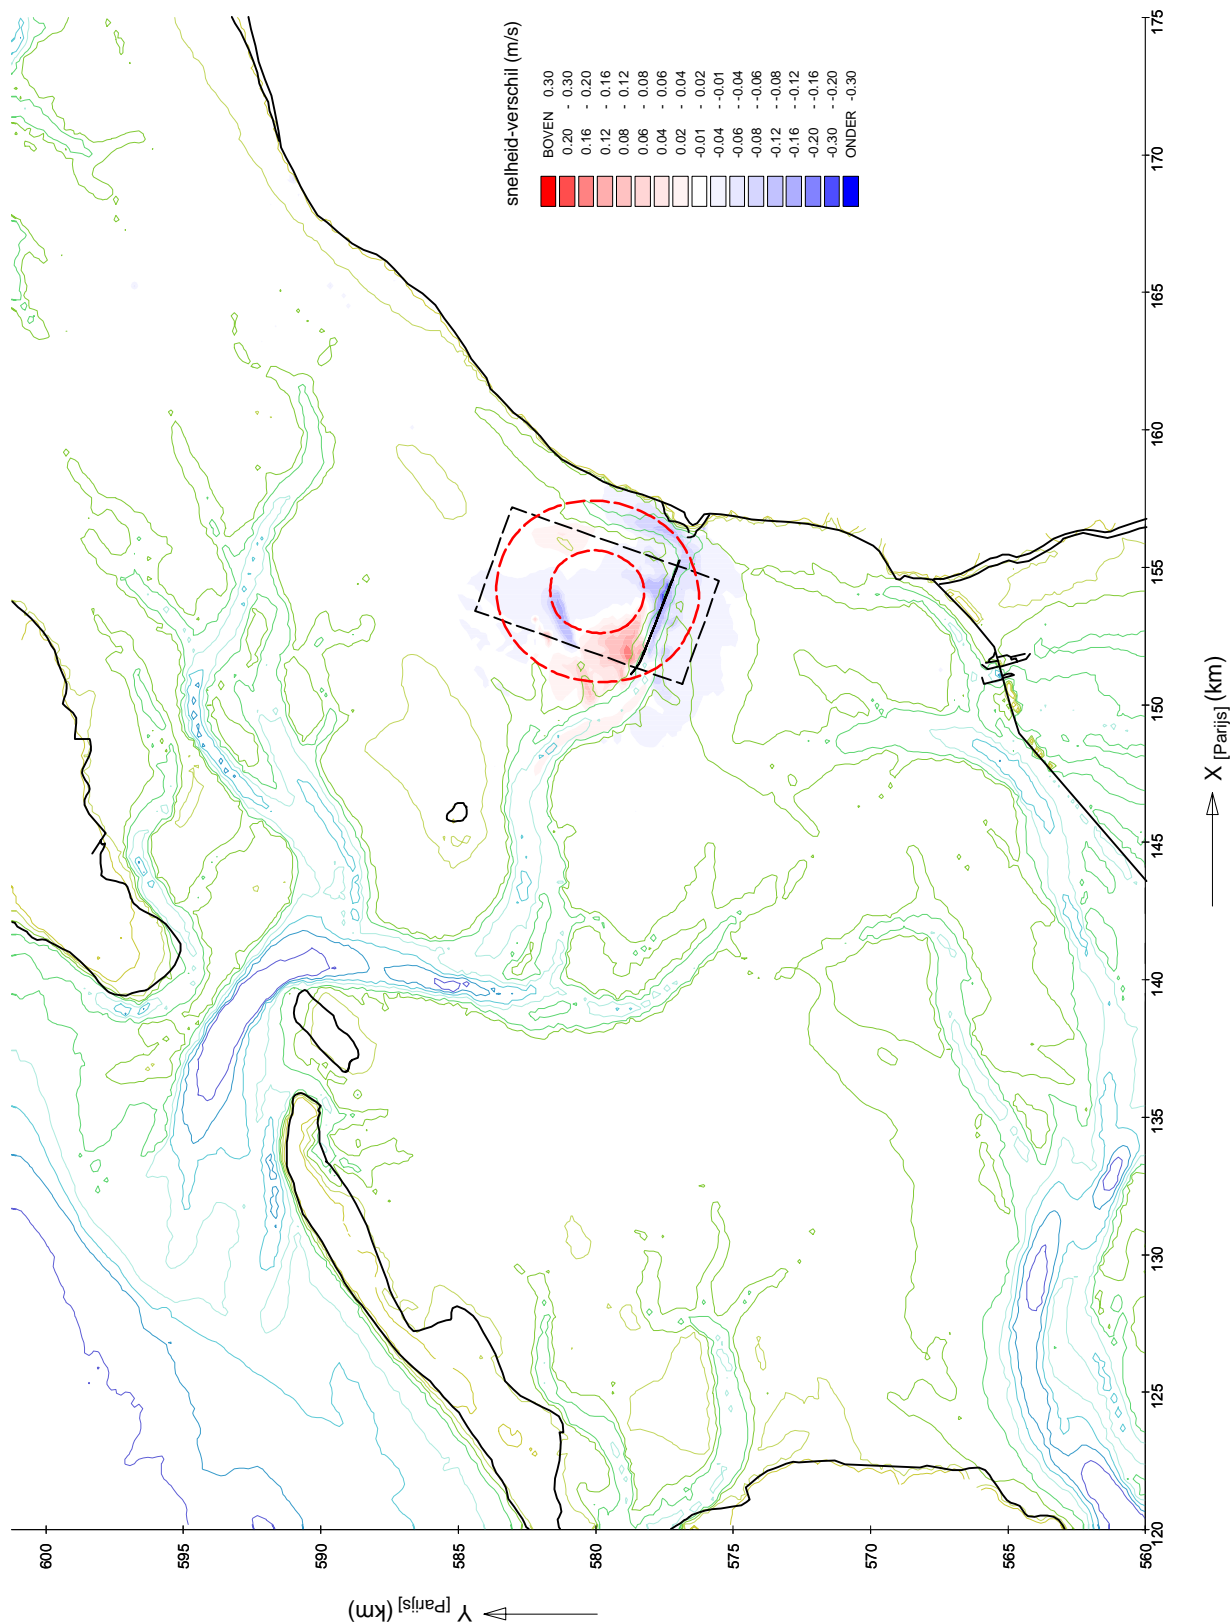 snelheid-verschil (m/s)
BOVEN 0.30
0.20 - 0.30
0.16 - 0.20
0.12 - 0.16
0.08 - 0.12
0.06 - 0.08
0.04 - 0.06
0.02 - 0.04
-0.01 - 0.02
-0.04 - -0.01
-0.06 - -0.04
-0.08 - -0.06
-0.12 - -0.08
-0.16 - -0.12
-0.20 - -0.16
-0.30 - -0.20
ONDER -0.30
120
125
130
135
140
145
150
155
160
165
170
175
X [Parijs] (km)
600
595
590
585
580
575
570
565
560
Y [Parijs] (km)